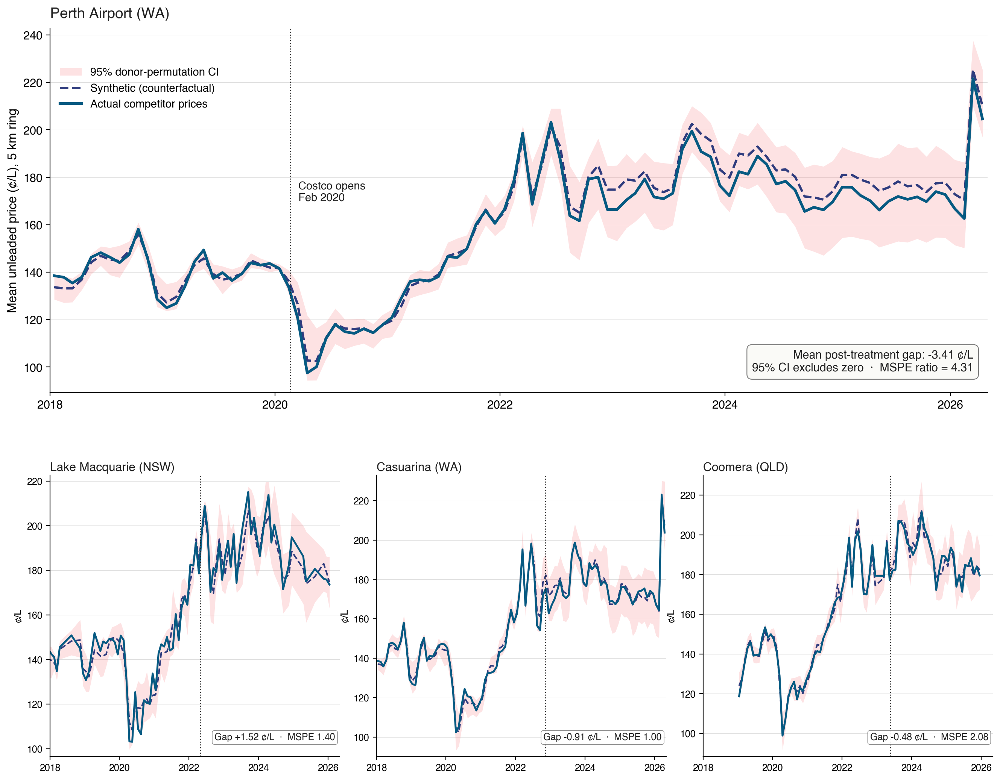 Perth Airport (WA)
240
220
200
180
160
140
120
100
Mean unleaded price (¢/L), 5 km ring
95% donor-permutation CI
Synthetic (counterfactual)
Actual competitor prices
Costco opens
Feb 2020
Mean post-treatment gap: -3.41 ¢/L
95% CI excludes zero · MSPE ratio = 4.31
2018
2020
2022
2024
2026
Lake Macquarie (NSW)
220
200
180
160
140
120
100
¢/L
Gap +1.52 ¢/L · MSPE 1.40
2018
2020
2022
2024
2026
Casuarina (WA)
220
200
180
160
140
120
100
¢/L
Gap -0.91 ¢/L · MSPE 1.00
2018
2020
2022
2024
2026
Coomera (QLD)
220
200
180
160
140
120
100
¢/L
Gap -0.48 ¢/L · MSPE 2.08
2018
2020
2022
2024
2026